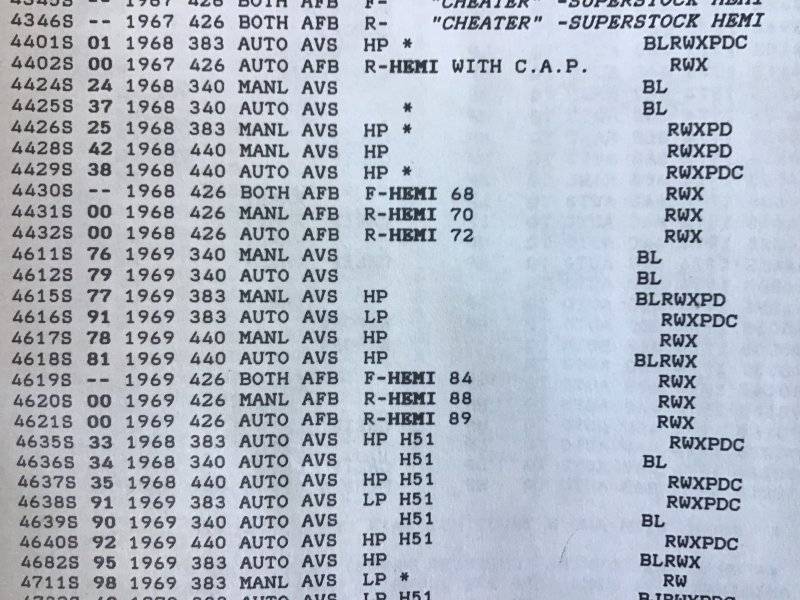 4345S -- 1967 426 BOTH AFB F- "CHEATER" -SUPERSTOCK HEMI
4346S -- 1967 426 BOTH AFB R- "CHEATER" -SUPERSTOCK HEMI
4401S 01 1968 383 AUTO AVS HP * BLRWXPDC
4402S 00 1967 426 AUTO AFB R-HEMI WITH C.A.P. RWX
4424S 24 1968 340 MANL AVS BL
4425S 37 1968 340 AUTO AVS * BL
4426S 25 1968 383 MANL AVS HP * RWXPD
4428S 42 1968 440 MANL AVS HP RWXPD
4429S 38 1968 440 AUTO AVS HP * RWXPDC
4430S -- 1968 426 BOTH AFB F-HEMI 68 RWX
4431S 00 1968 426 MANL AFB R-HEMI 70 RWX
4432S 00 1968 426 AUTO AFB R-HEMI 72 RWX
4611S 76 1969 340 MANL AVS BL
4612S 79 1969 340 AUTO AVS BL
4615S 77 1969 383 MANL AVS HP BLRWXPD
4616S 91 1969 383 AUTO AVS LP RWXPDC
4617S 78 1969 440 MANL AVS HP RWX
4618S 81 1969 440 AUTO AVS HP BLRWX
4619S -- 1969 426 BOTH AFB F-HEMI 84 RWX
4620S 00 1969 426 MANL AFB R-HEMI 88 RWX
4621S 00 1969 426 AUTO AFB R-HEMI 89 RWX
4635S 33 1968 383 AUTO AVS HP H51 RWXPDC
4636S 34 1968 340 AUTO AVS H51 BL
4637S 35 1968 440 AUTO AVS HP H51 RWXPDC
4638S 91 1969 383 AUTO AVS LP H51 RWXPDC
4639S 90 1969 340 AUTO AVS H51 BL
4640S 92 1969 440 AUTO AVS HP H51 RWXPDC
4682S 95 1969 383 AUTO AVS HP BLRWX
4711S 98 1969 383 MANL AVS LP * RW
AUTO AVS LP H51